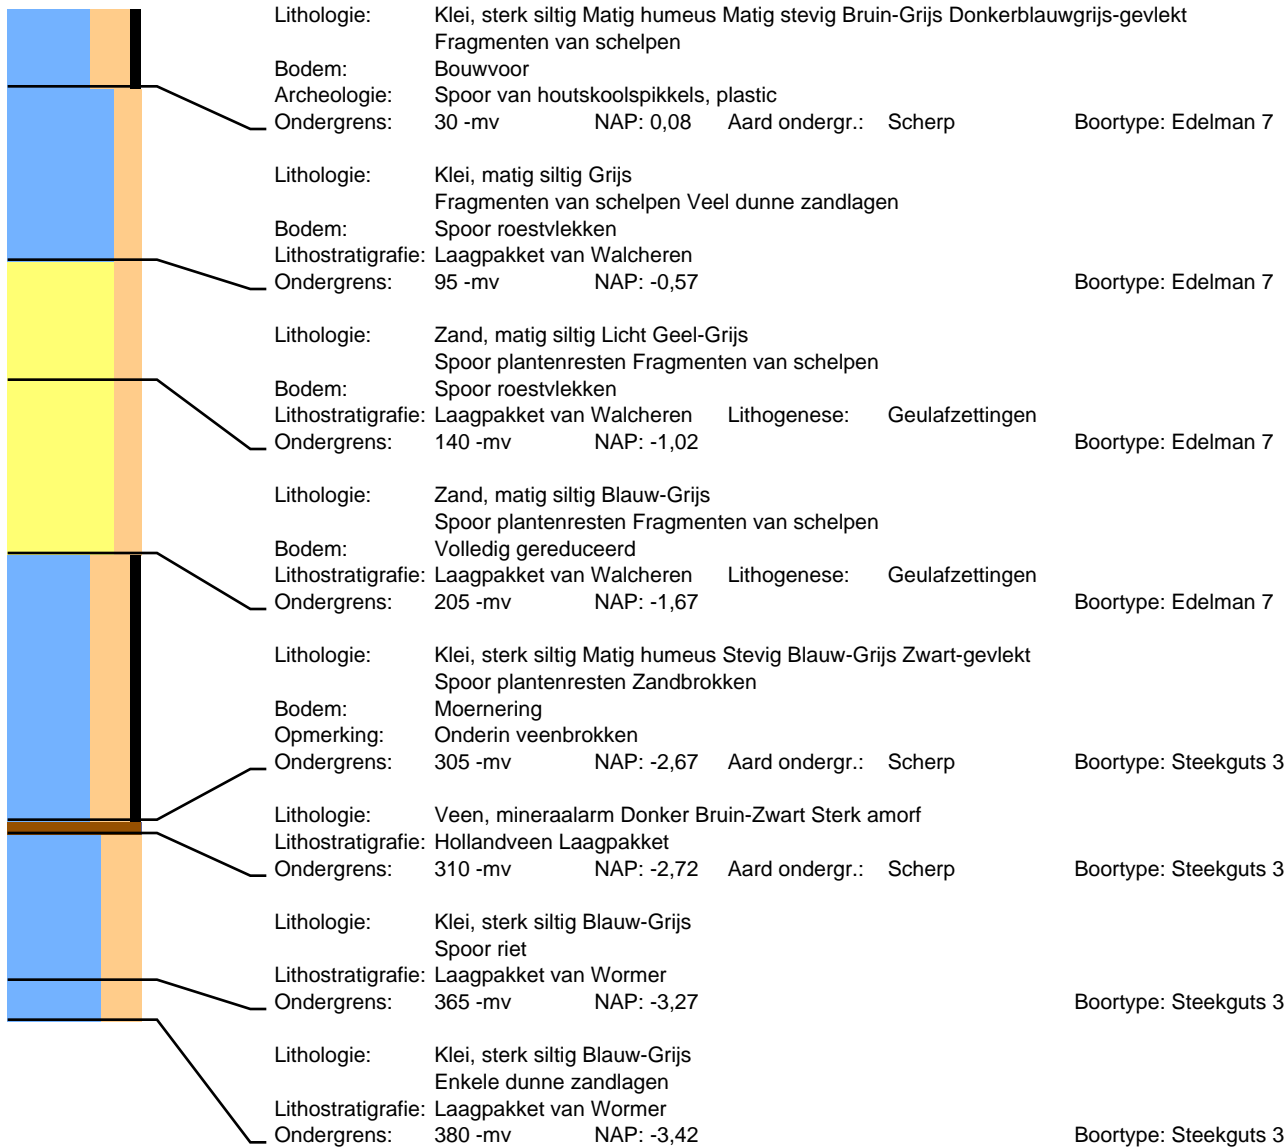 Lithologie: Klei, sterk siltig Matig humeus Matig stevig Bruin-Grijs Donkerblauwgrijs-gevlekt
Fragmenten van schelpen
Bodem: Bouwvoor
Archeologie: Spoor van houtskoolspikkels, plastic
Ondergrens: 30 -mv NAP: 0,08 Aard ondergr.: Scherp Boortype: Edelman 7
Lithologie: Klei, matig siltig Grijs
Fragmenten van schelpen Veel dunne zandlagen
Bodem: Spoor roestvlekken
Lithostratigrafie: Laagpakket van Walcheren
Ondergrens: 95 -mv NAP: -0,57 Boortype: Edelman 7
Lithologie: Zand, matig siltig Licht Geel-Grijs
Spoor plantenresten Fragmenten van schelpen
Bodem: Spoor roestvlekken
Lithostratigrafie: Laagpakket van Walcheren Lithogenese: Geulafzettingen
Ondergrens: 140 -mv NAP: -1,02 Boortype: Edelman 7
Lithologie: Zand, matig siltig Blauw-Grijs
Spoor plantenresten Fragmenten van schelpen
Bodem: Volledig gereduceerd
Lithostratigrafie: Laagpakket van Walcheren Lithogenese: Geulafzettingen
Ondergrens: 205 -mv NAP: -1,67 Boortype: Edelman 7
Lithologie: Klei, sterk siltig Matig humeus Stevig Blauw-Grijs Zwart-gevlekt
Spoor plantenresten Zandbrokken
Bodem: Moernering
Opmerking: Onderin veenbrokken
Ondergrens: 305 -mv NAP: -2,67 Aard ondergr.: Scherp Boortype: Steekguts 3
Lithologie: Veen, mineraalarm Donker Bruin-Zwart Sterk amorf
Lithostratigrafie: Hollandveen Laagpakket
Ondergrens: 310 -mv NAP: -2,72 Aard ondergr.: Scherp Boortype: Steekguts 3
Lithologie: Klei, sterk siltig Blauw-Grijs
Spoor riet
Lithostratigrafie: Laagpakket van Wormer
Ondergrens: 365 -mv NAP: -3,27 Boortype: Steekguts 3
Lithologie: Klei, sterk siltig Blauw-Grijs
Enkele dunne zandlagen
Lithostratigrafie: Laagpakket van Wormer
Ondergrens: 380 -mv NAP: -3,42 Boortype: Steekguts 3